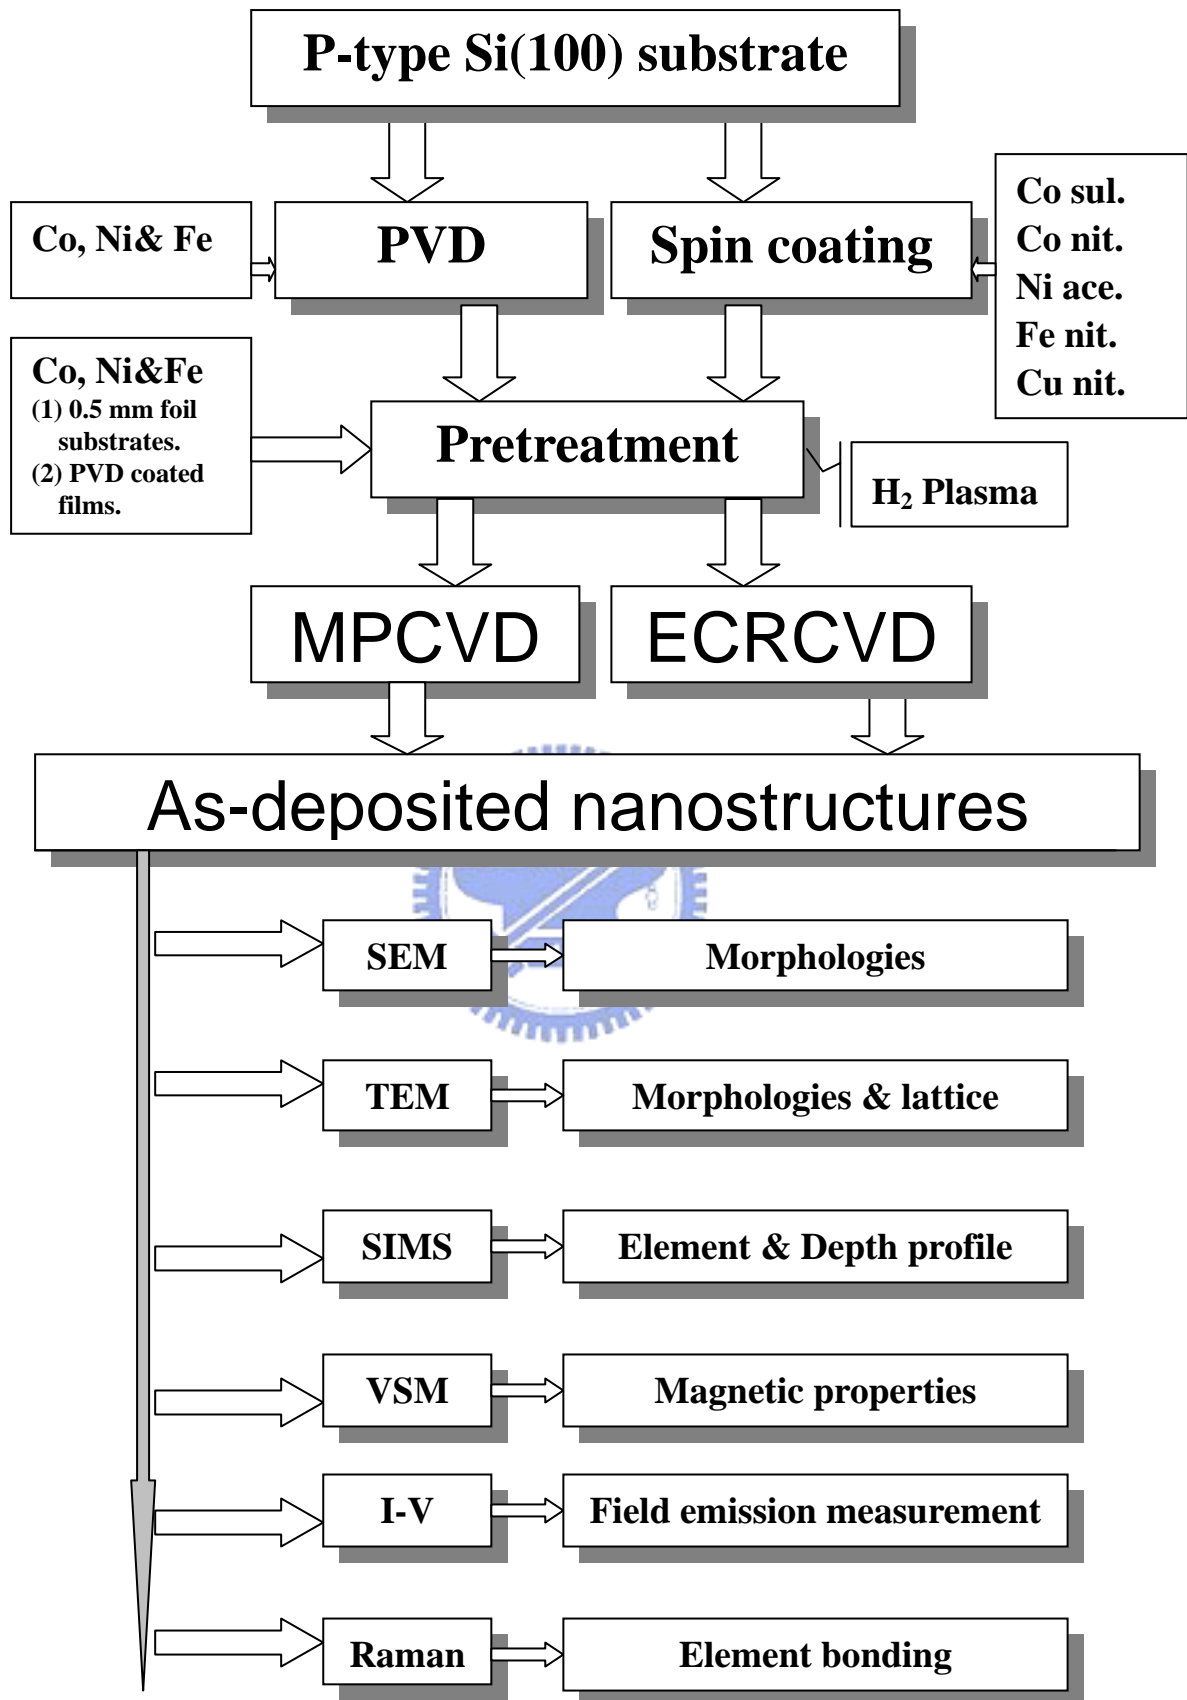 P-type Si(100) substrate
Co, Ni& Fe
PVD
Spin coating
Co sul.
Co nit.
Ni ace.
Fe nit.
Cu nit.
Co, Ni&Fe
(1) 0.5 mm foil
substrates.
(2) PVD coated
films.
Pretreatment
H₂ Plasma
MPCVD
ECRCVD
As-deposited nanostructures
SEM
Morphologies
TEM
Morphologies & lattice
SIMS
Element & Depth profile
VSM
Magnetic properties
I-V
Field emission measurement
Raman
Element bonding